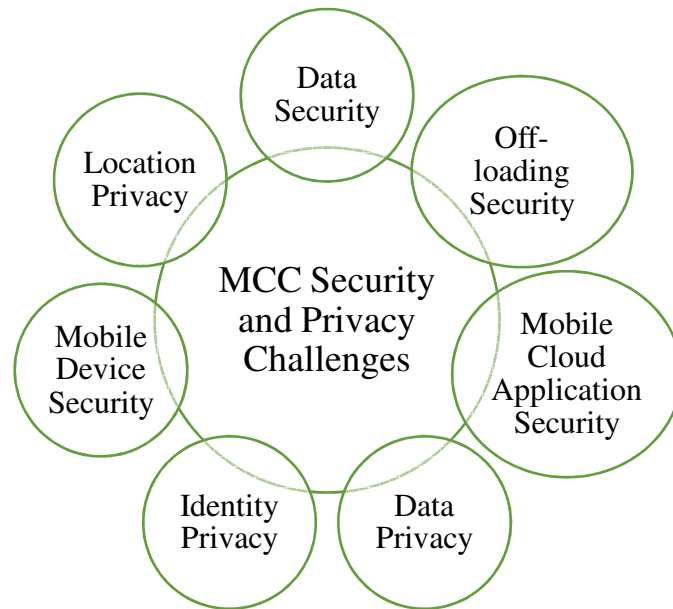 Data
Security
Off-
loading
Security
Mobile
Cloud
Application
Security
Data
Privacy
Identity
Privacy
Mobile
Device
Security
Location
Privacy
MCC Security
and Privacy
Challenges